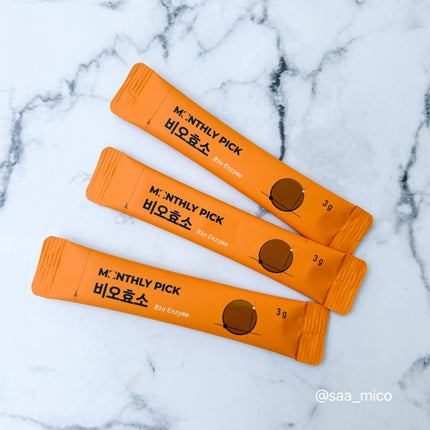 MONTHLY PICK
비오효소
Bio Enzyme
3g
MONTHLY PICK
비오효소
Bio Enzyme
3g
MONTHLY PICK
비오효소
Bio Enzyme
3g
@saa_mico